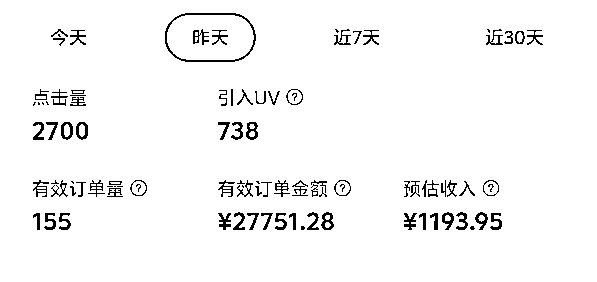 今天 昨天 近7天 近30天
点击量 引入UV ?
2700 738
有效订单量 ? 有效订单金额 ? 预估收入 ?
155 ¥27751.28 ¥1193.95